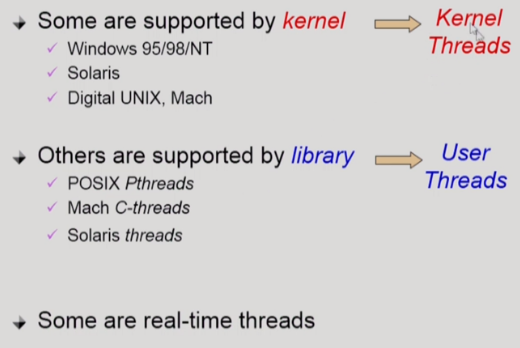 Some are supported by kernel Kernel Threads
Windows 95/98/NT
Solaris
Digital UNIX, Mach
Others are supported by library User Threads
POSIX Pthreads
Mach C-threads
Solaris threads
Some are real-time threads